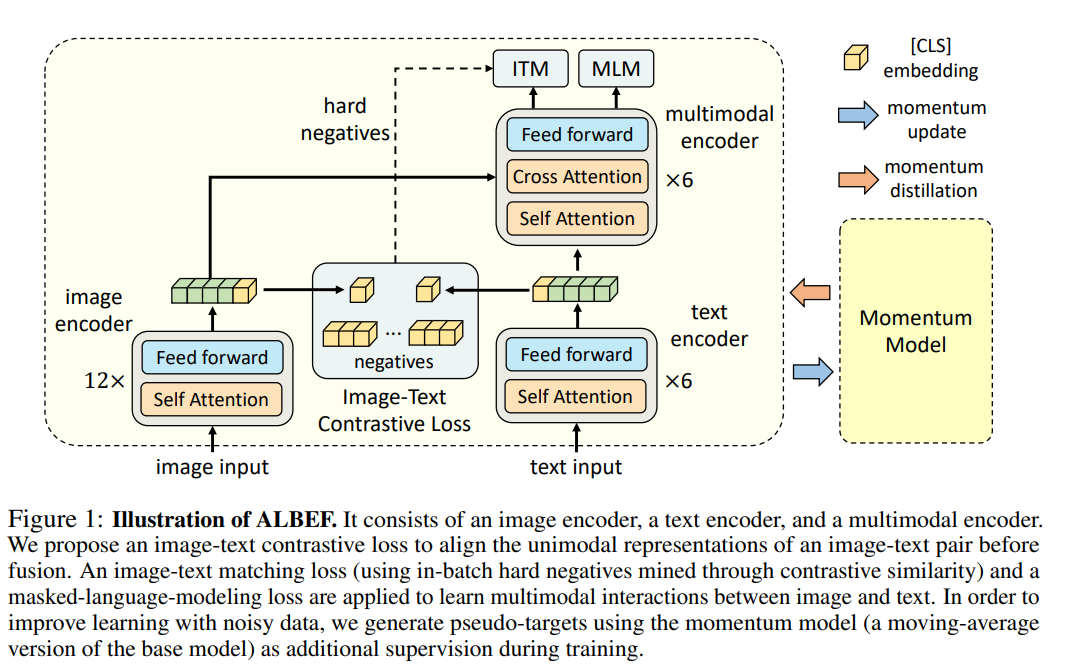 ITM
MLM
[CLS]
embedding
hard
negatives
multimodal
encoder
momentum
update
Feed forward
Cross Attention
×6
Self Attention
momentum
distillation
image
encoder
text
encoder
Momentum
Model
...
negatives
Feed forward
12×
Self Attention
Feed forward
×6
Self Attention
Image-Text
Contrastive Loss
image input
text input
Figure 1: Illustration of ALBEF. It consists of an image encoder, a text encoder, and a multimodal encoder.
We propose an image-text contrastive loss to align the unimodal representations of an image-text pair before
fusion. An image-text matching loss (using in-batch hard negatives mined through contrastive similarity) and a
masked-language-modeling loss are applied to learn multimodal interactions between image and text. In order to
improve learning with noisy data, we generate pseudo-targets using the momentum model (a moving-average
version of the base model) as additional supervision during training.